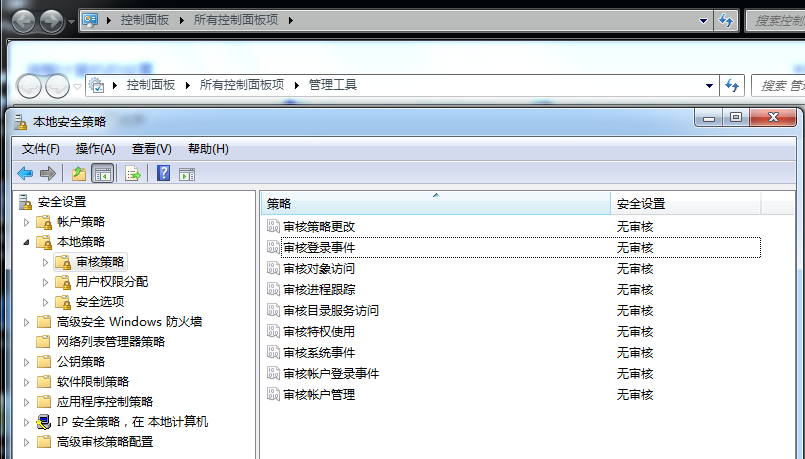 控制面板 所有控制面板项 搜索控制
控制面板 所有控制面板项 管理工具 搜索 管
本地安全策略
文件(F) 操作(A) 查看(V) 帮助(H)
安全设置
帐户策略
本地策略
审核策略
用户权限分配
安全选项
高级安全 Windows 防火墙
网络列表管理器策略
公钥策略
软件限制策略
应用程序控制策略
IP 安全策略，在 本地计算机
高级审核策略配置
策略 安全设置
审核策略更改 无审核
审核登录事件 无审核
审核对象访问 无审核
审核进程跟踪 无审核
审核目录服务访问 无审核
审核特权使用 无审核
审核系统事件 无审核
审核帐户登录事件 无审核
审核帐户管理 无审核